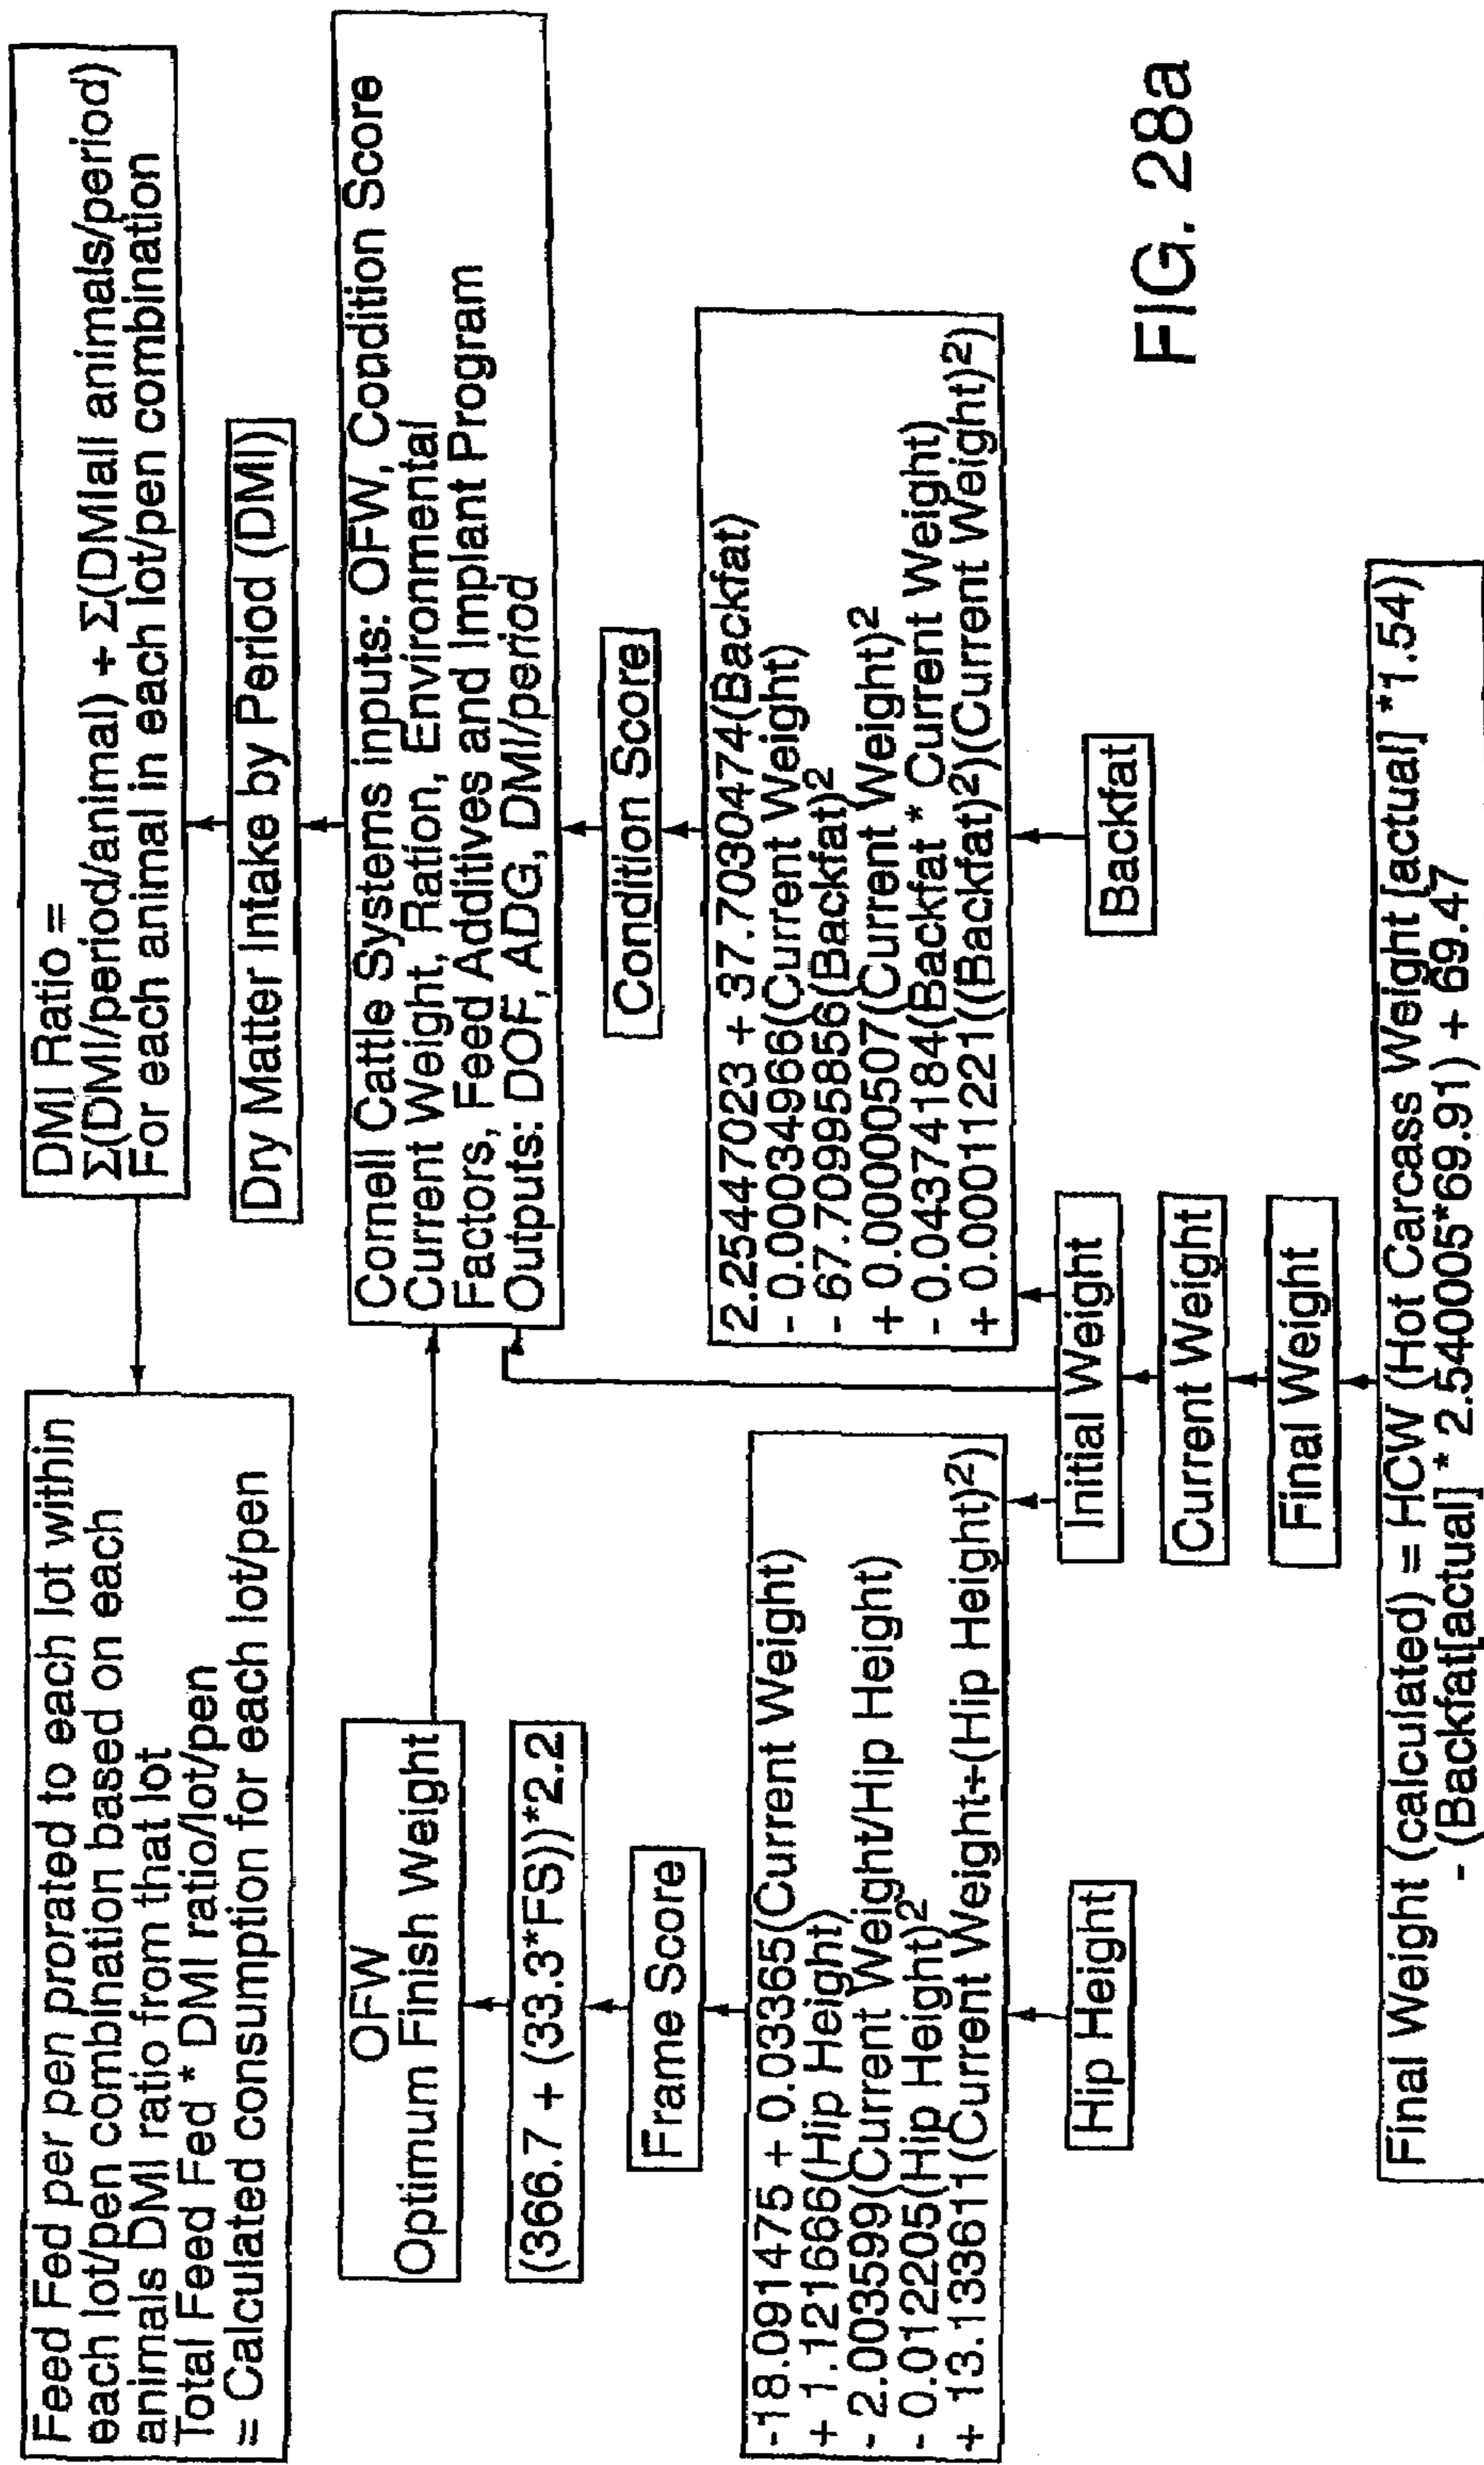 Feed Fed per pen prorated to each lot within
each lot/pen combination based on each
animals DMI ratio from that lot
Total Feed Fed * DMI ratio/lot/pen
= Calculated consumption for each lot/pen
DMI Ratio =
Σ(DMI/period/animal) ÷ Σ(DMIall animals/period)
For each animal in each lot/pen combination
Dry Matter Intake by Period (DMI)
OFW
Optimum Finish Weight
Cornell Cattle Systems inputs: OFW, Coadition Score
Current Weight, Ration, Environmental
Factors, Feed Additives and Implant Program
Outputs: DOF, ADG, DMI/period
(366.7 + (33.3*FS))*2.2
Frame Score
Condition Score
-18.091475 + 0.03365(Current Weight)
+ 1.121666(Hip Height)
- 2.003599(Current Weight/Hip Height)
- 0.012205(Hip Height)2
+ 13.133611(Current Weight÷(Hip Height)2)
2.25447023 + 37.7030474(Backfat)
- 0.00034966(Current Weight)
- 67.7099585856(Backfat)2
+ 0.00000507(Current Weight)2
- 0.04374184(Backfat * Current Weight)
+ 0.00011221((Backfat)2)(Current Weight)2)
Hip Height
Initial Weight
Backfat
Current Weight
Final Weight
Final Weight (calculated) = HCW (Hot Carcass Weight [actual] *1.54)
- (Backfat[actual] * 2.540005*69.91) + 69.47
FIG. 28a